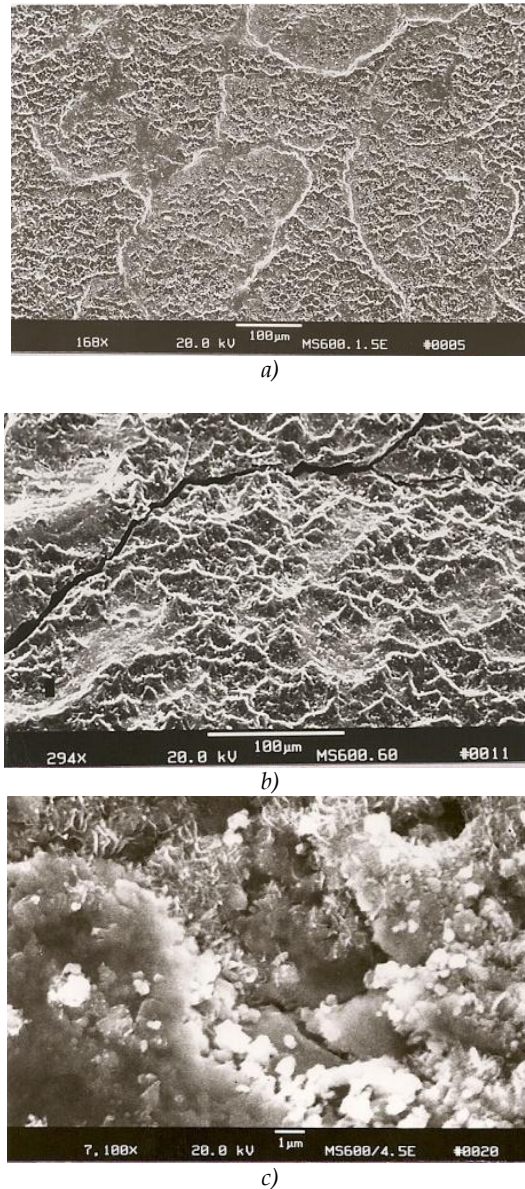 100µm
168X 20.0 kV MS600.1.5E #0005
a)
100µm
294X 20.0 kV MS600.60 #0011
b)
1µm
7,100X 20.0 kV MS600/4.5E #0020
c)